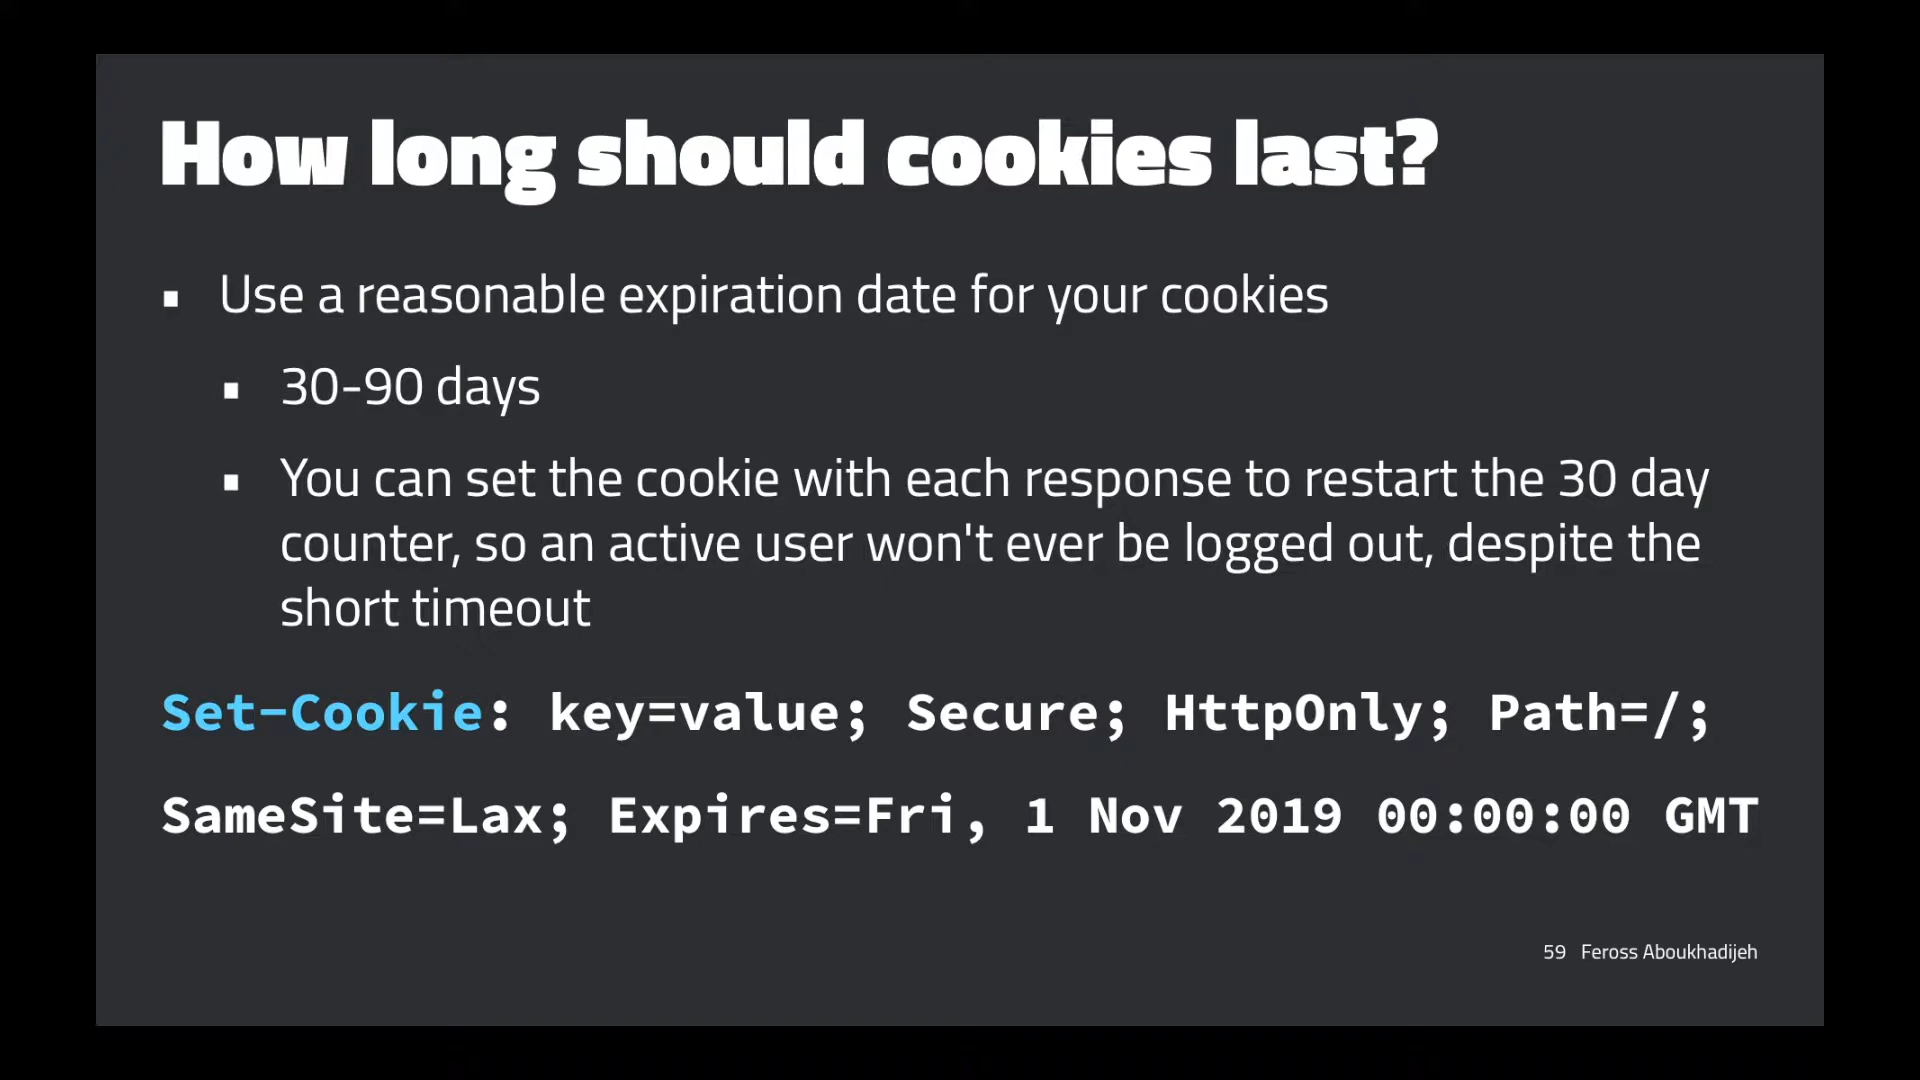 How long should cookies last?
▪ Use a reasonable expiration date for your cookies
▪ 30-90 days
▪ You can set the cookie with each response to restart the 30 day
counter, so an active user won't ever be logged out, despite the
short timeout
Set-Cookie: key=value; Secure; HttpOnly; Path=/;
SameSite=Lax; Expires=Fri, 1 Nov 2019 00:00:00 GMT
59 Feross Aboukhadijeh